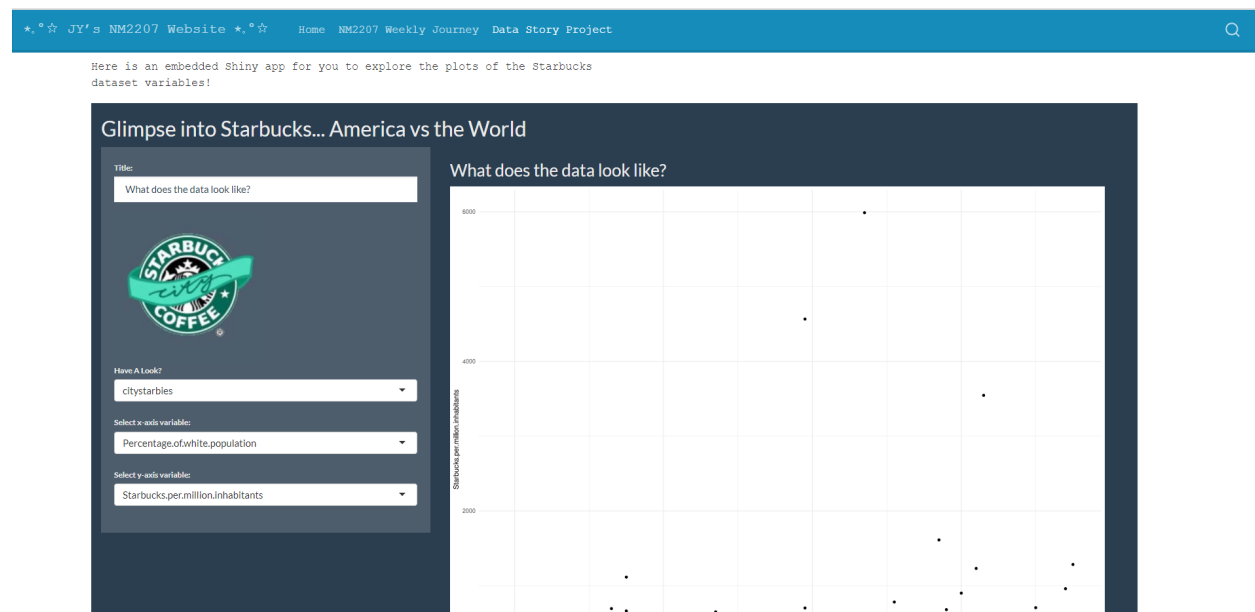 *.°☆ JY's NM2207 Website *.°☆ Home NM2207 Weekly Journey Data Story Project
Here is an embedded Shiny app for you to explore the plots of the Starbucks
dataset variables!
Glimpse into Starbucks... America vs the World
Title:
What does the data look like?
STARBUCK
city
COFFEE
®
Have A Look?
citystarbies
Select x-axis variable:
Percentage.of.white.population
Select y-axis variable:
Starbucks.per.million.inhabitants
What does the data look like?
6000
4000
2000
Starbucks.per.million.inhabitants